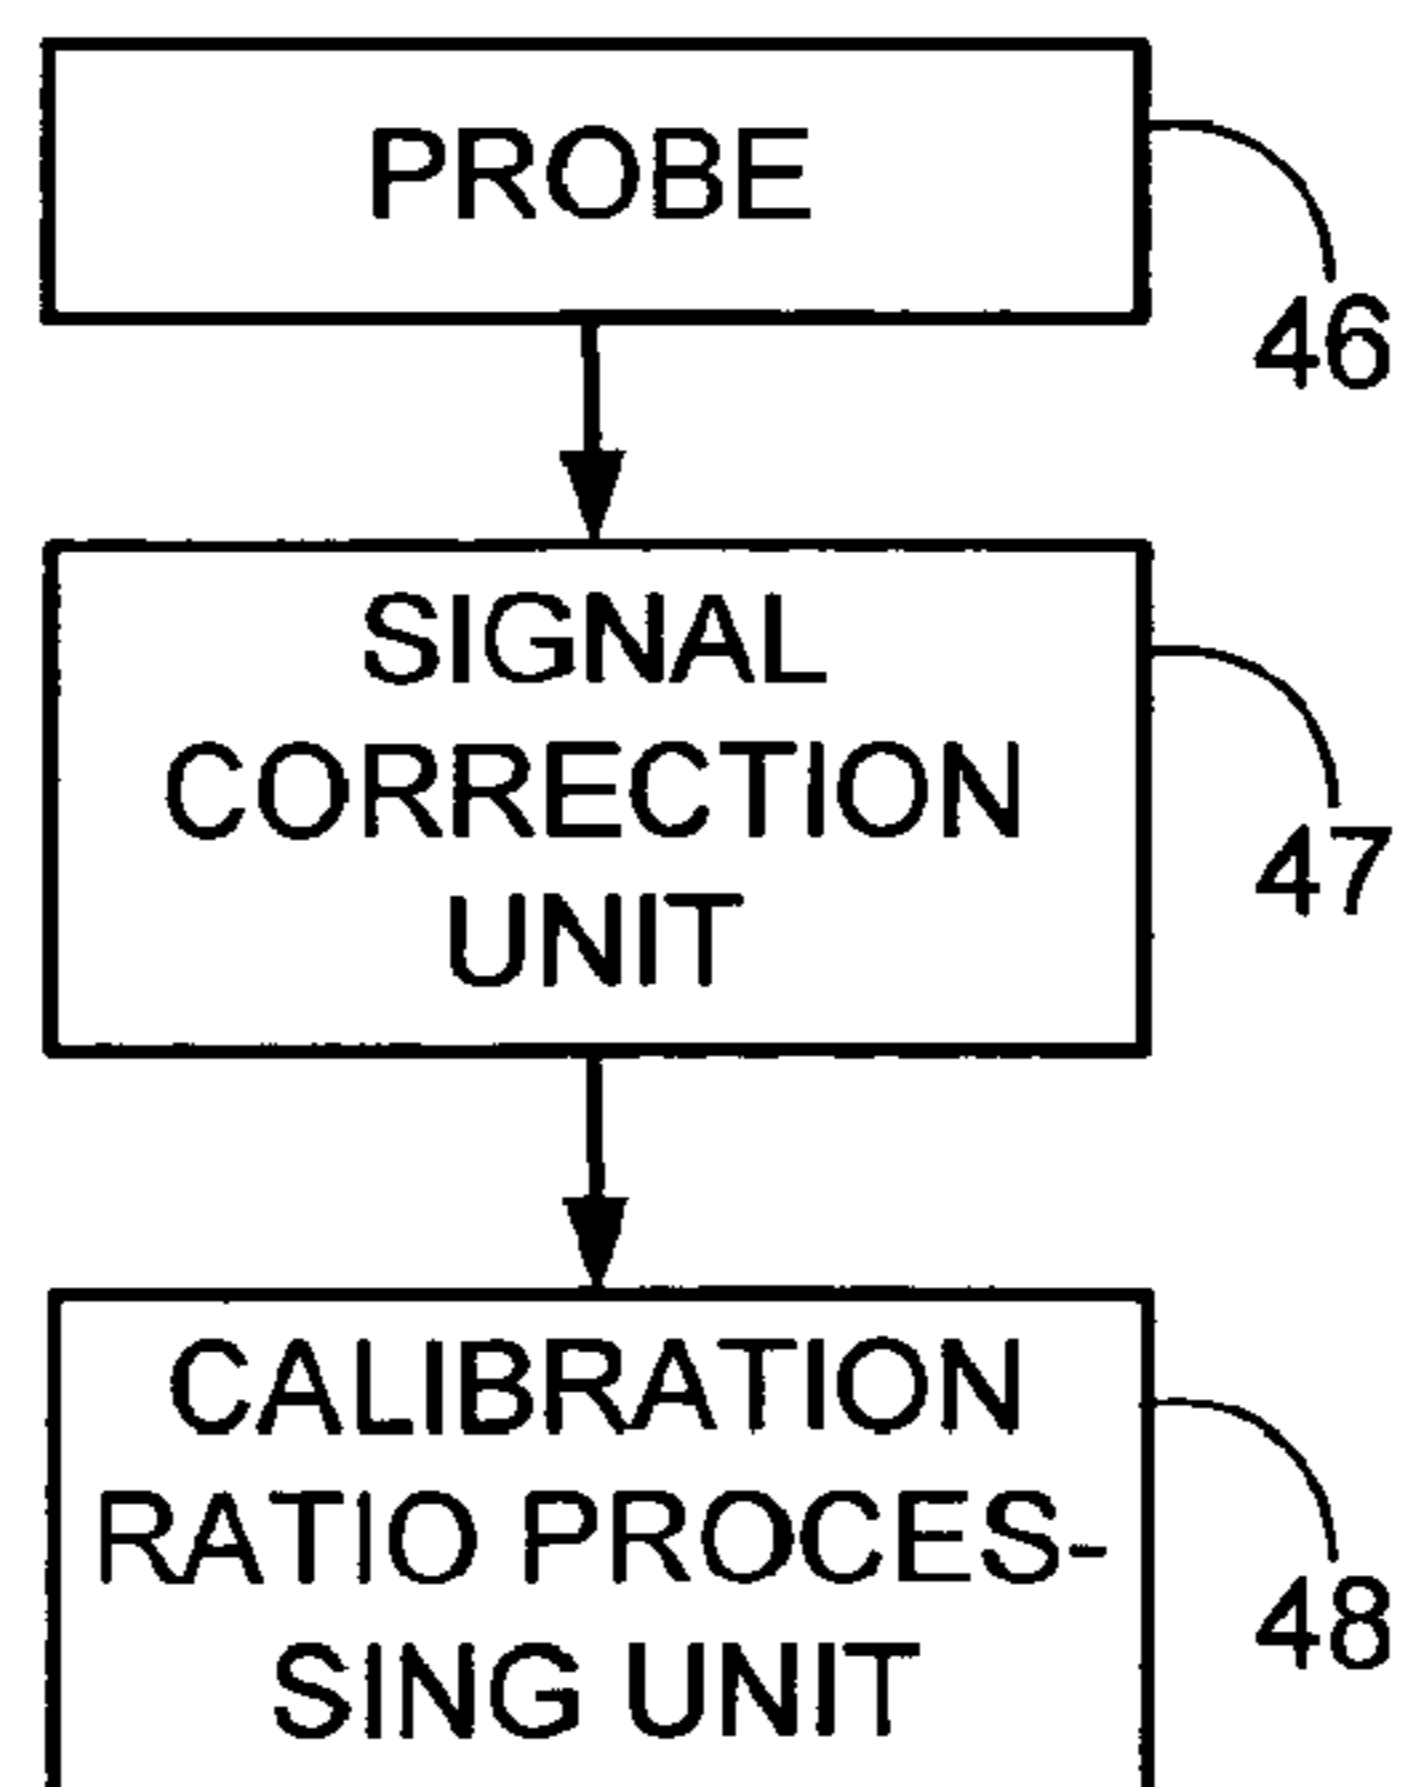 PROBE
46
SIGNAL
CORRECTION
UNIT
47
CALIBRATION
RATIO PROCES-
SING UNIT
48